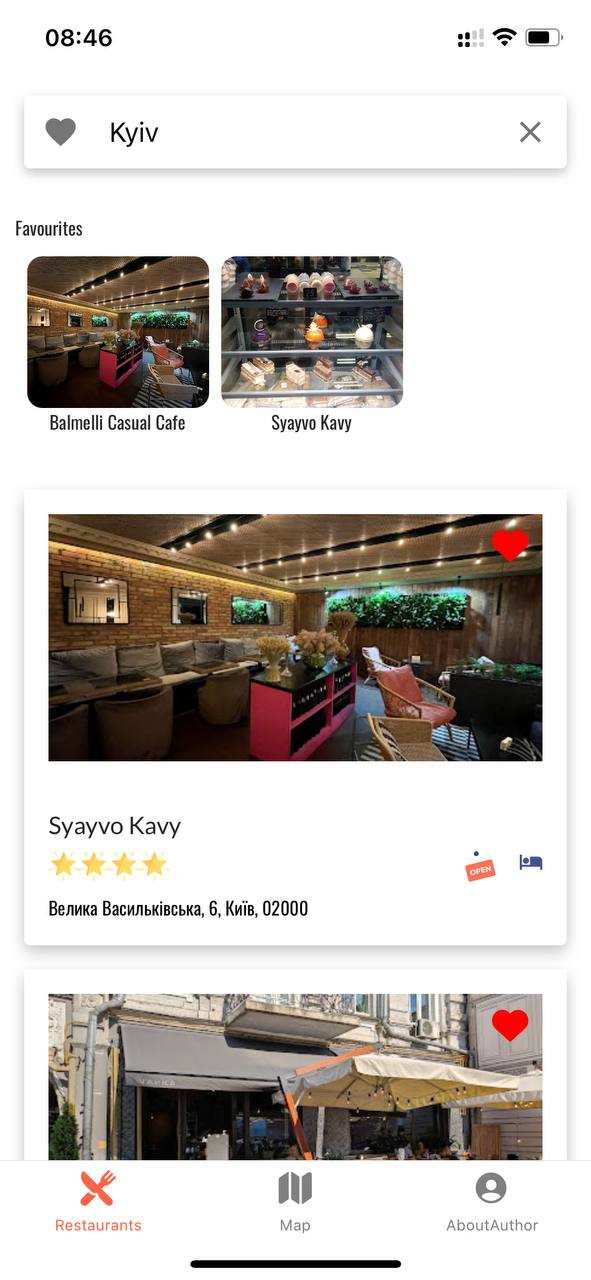 08:46
Kyiv
Favourites
Balmelli Casual Cafe
Syayvo Kavy
Syayvo Kavy
OPEN
Велика Васильківська, 6, Київ, 02000
ЧАЙКА
Restaurants
Map
AboutAuthor